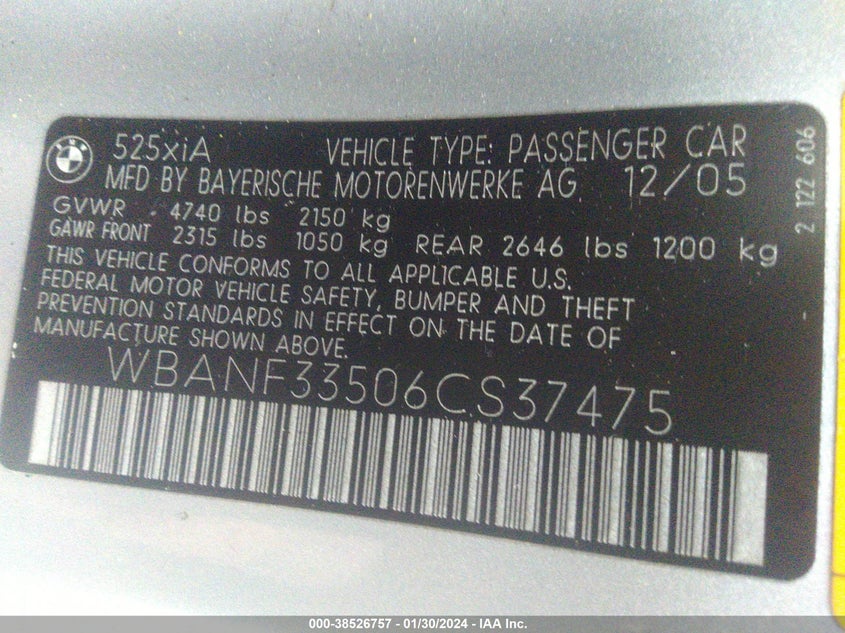 BMW
525xiA VEHICLE TYPE: PASSENGER CAR
MFD BY BAYERISCHE MOTORENWERKE AG 12/05
GVWR 4740 lbs 2150 kg
GAWR FRONT 2315 lbs 1050 kg REAR 2646 lbs 1200 kg
THIS VEHICLE CONFORMS TO ALL APPLICABLE U.S.
FEDERAL MOTOR VEHICLE SAFETY, BUMPER AND THEFT
PREVENTION STANDARDS IN EFFECT ON THE DATE OF
MANUFACTURE SHOWN ABOVE.
WBANF33506CS37475
2 122 606
000-38526757 - 01/30/2024 - IAA Inc.